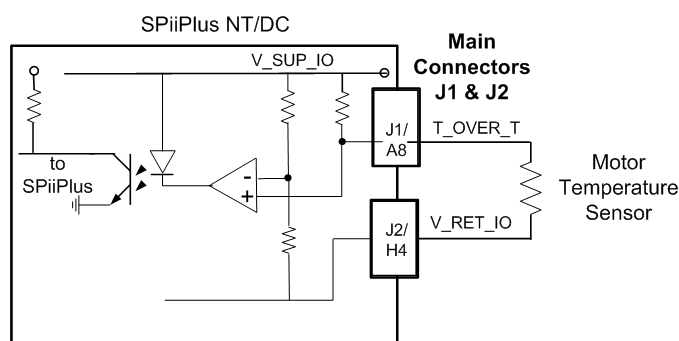 SPiiPlus NT/DC
V_SUP_IO
Main
Connectors
J1 & J2
J1/
A8
T_OVER_T
to
SPiiPlus
-
+
Motor
Temperature
Sensor
J2/
H4
V_RET_IO